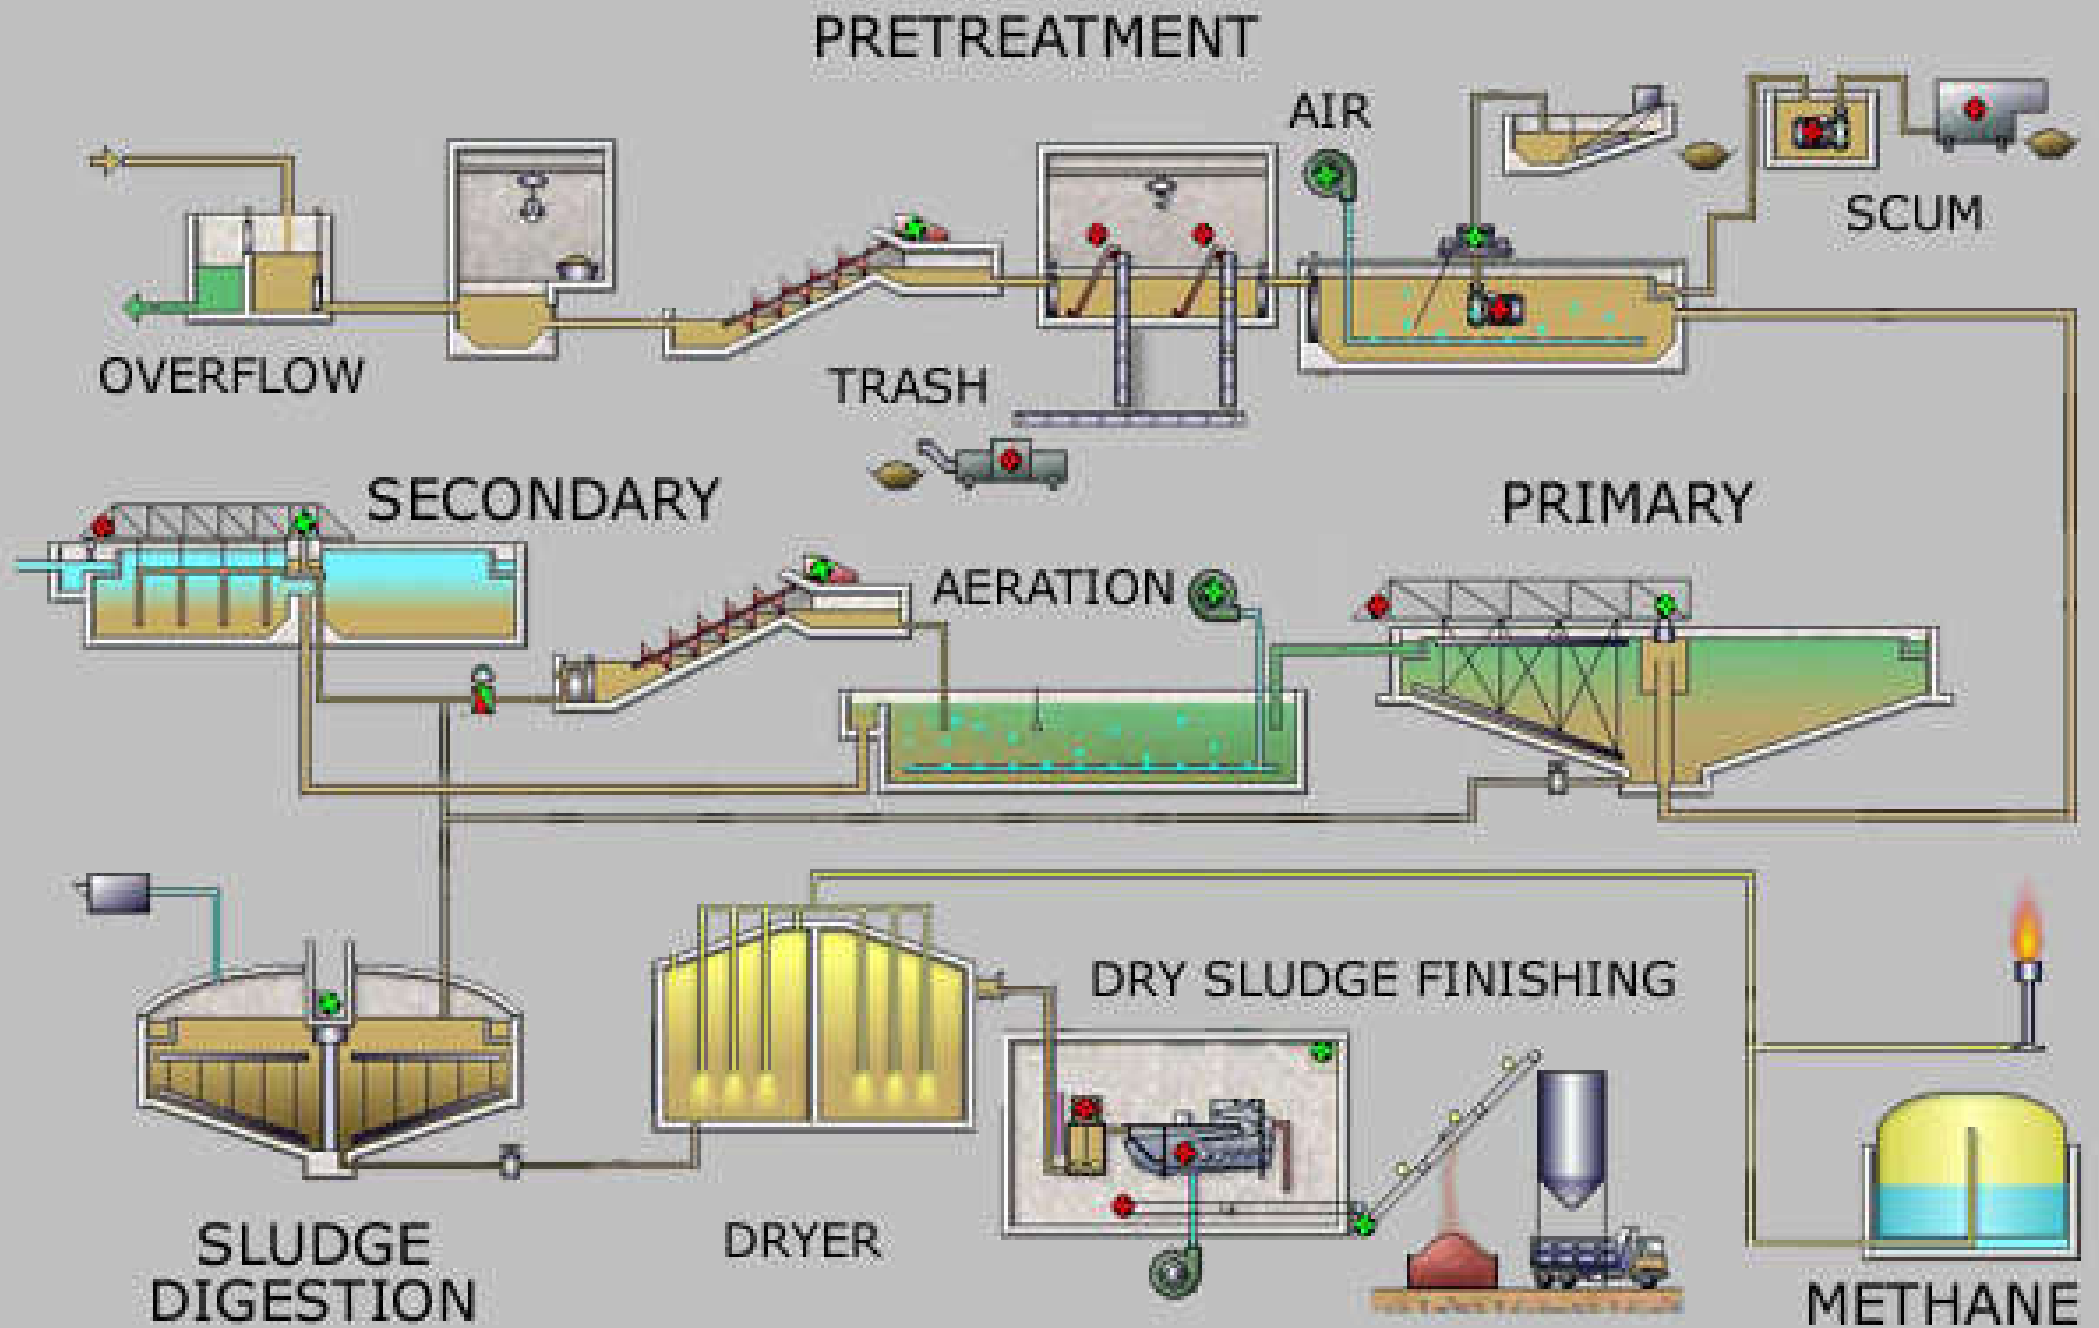 PRETREATMENT
AIR
SCUM
OVERFLOW
TRASH
SECONDARY
PRIMARY
AERATION
DRY SLUDGE FINISHING
SLUDGE
DIGESTION
DRYER
METHANE